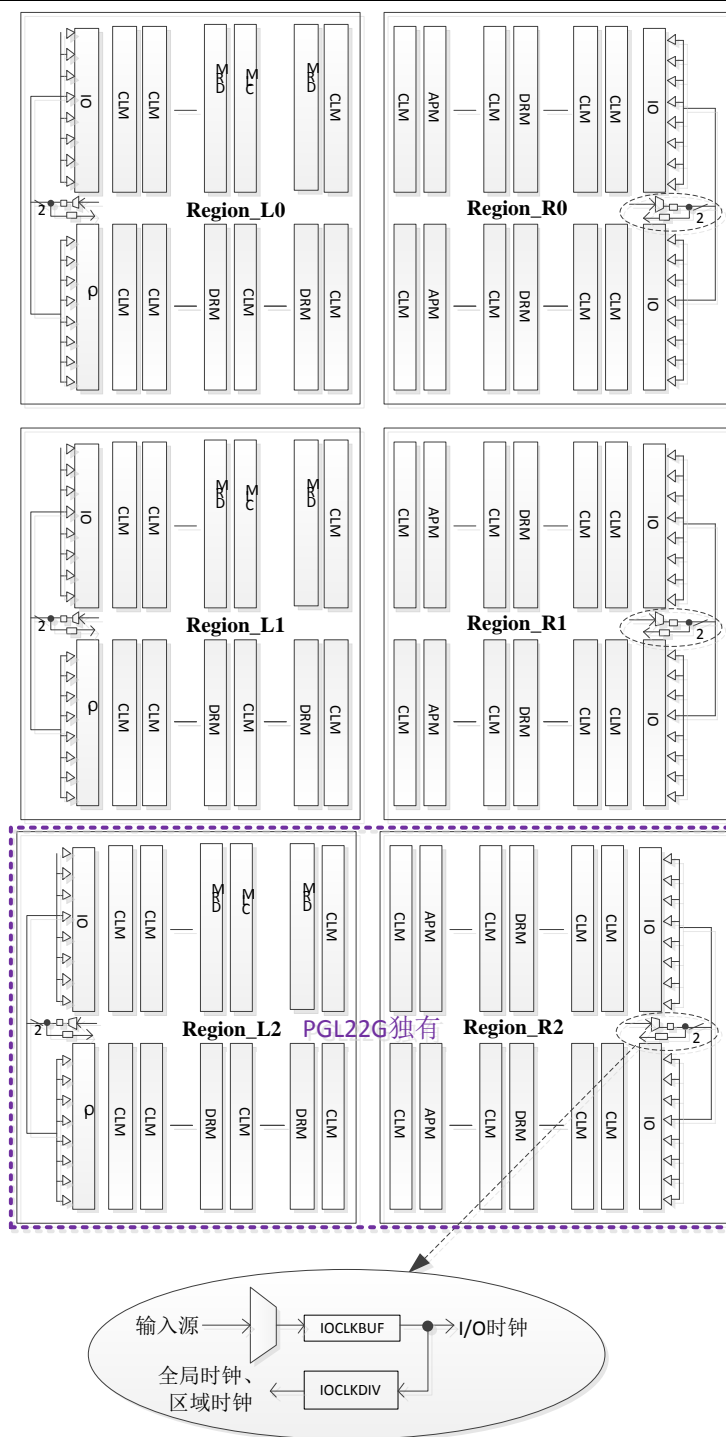 IO CLM CLM MRD MLC MRD CLM
CLM APM CLM DRM CLM CLM IO
2 Region_L0
Region_R0 2
CLM CLM DRM CLM DRM CLM
CLM APM CLM DRM CLM CLM IO
IO CLM CLM MRD MLC MRD CLM
CLM APM CLM DRM CLM CLM IO
2 Region_L1
Region_R1 2
CLM CLM DRM CLM DRM CLM
CLM APM CLM DRM CLM CLM IO
IO CLM CLM MRD MLC MRD CLM
CLM APM CLM DRM CLM CLM IO
2 Region_L2 PGL22G独有 Region_R2 2
CLM CLM DRM CLM DRM CLM
CLM APM CLM DRM CLM CLM IO
输入源
IOCLKBUF
I/O时钟
全局时钟、
区域时钟
IOCLKDIV